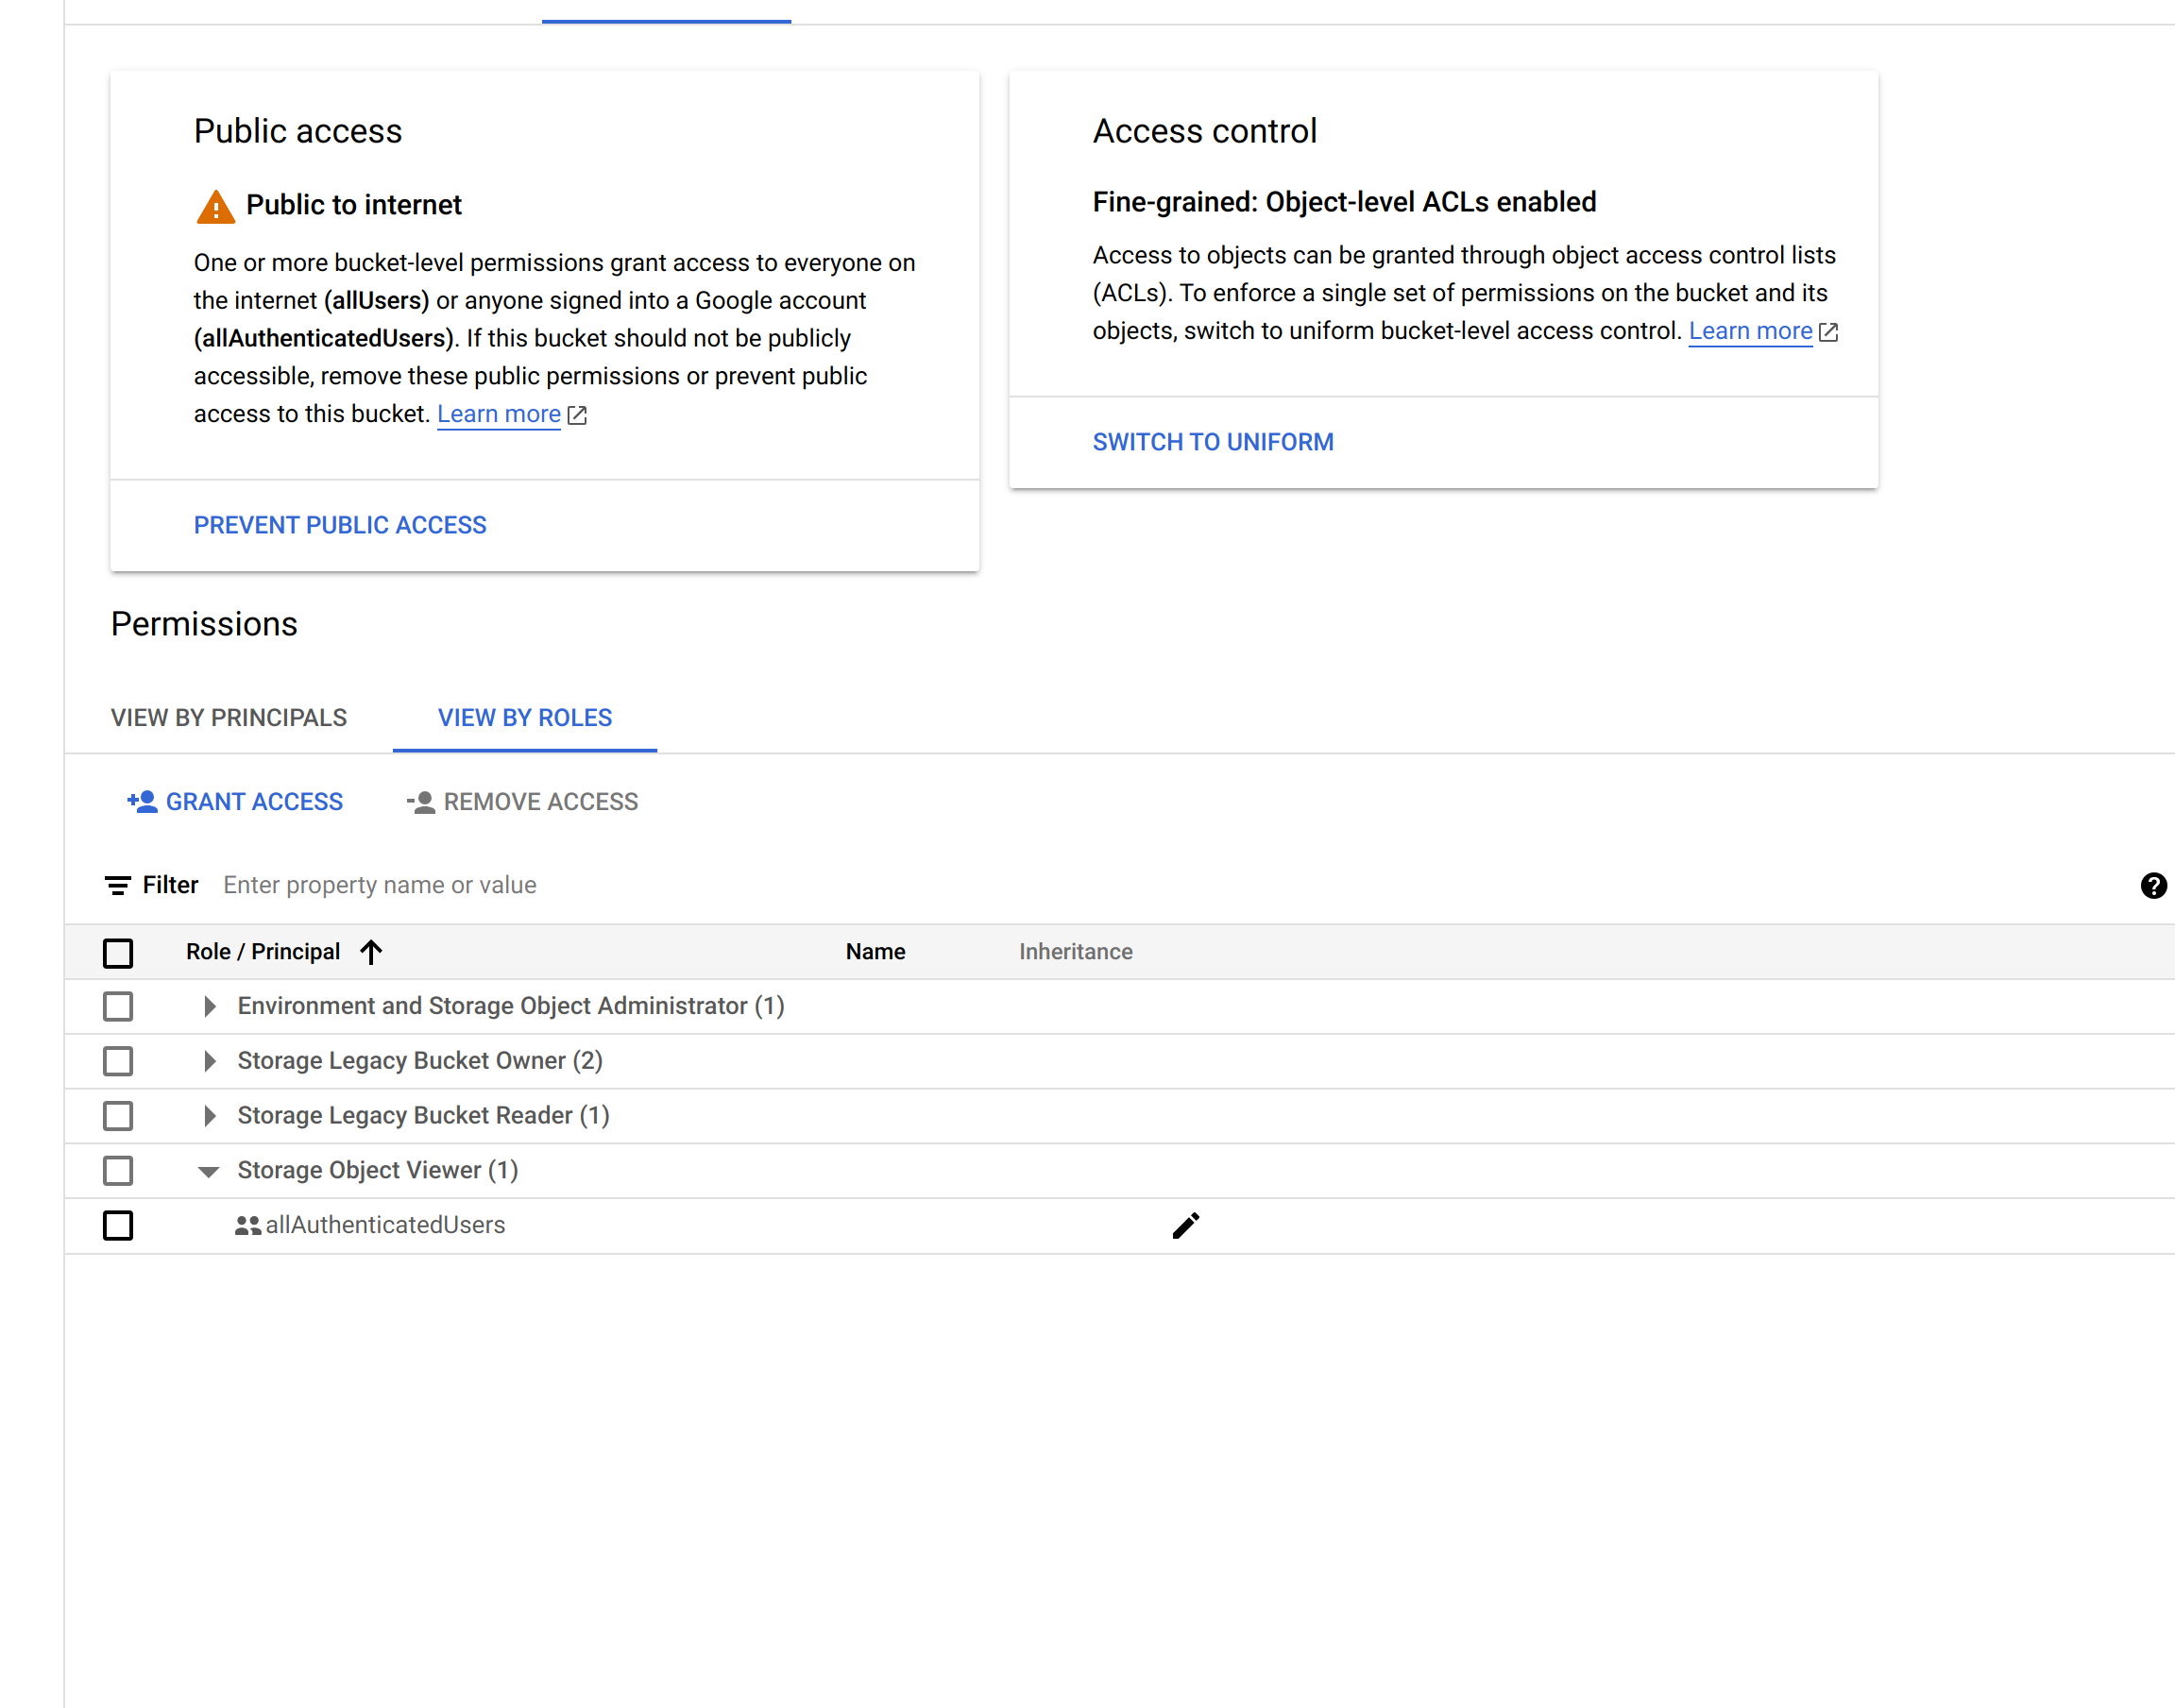 Public access
Public to internet
One or more bucket-level permissions grant access to everyone on
the internet (allUsers) or anyone signed into a Google account
(allAuthenticatedUsers). If this bucket should not be publicly
accessible, remove these public permissions or prevent public
access to this bucket. Learn more
PREVENT PUBLIC ACCESS
Access control
Fine-grained: Object-level ACLs enabled
Access to objects can be granted through object access control lists
(ACLs). To enforce a single set of permissions on the bucket and its
objects, switch to uniform bucket-level access control. Learn more
SWITCH TO UNIFORM
Permissions
VIEW BY PRINCIPALS VIEW BY ROLES
GRANT ACCESS REMOVE ACCESS
Filter Enter property name or value
Role / Principal Name Inheritance
Environment and Storage Object Administrator (1)
Storage Legacy Bucket Owner (2)
Storage Legacy Bucket Reader (1)
Storage Object Viewer (1)
allAuthenticatedUsers